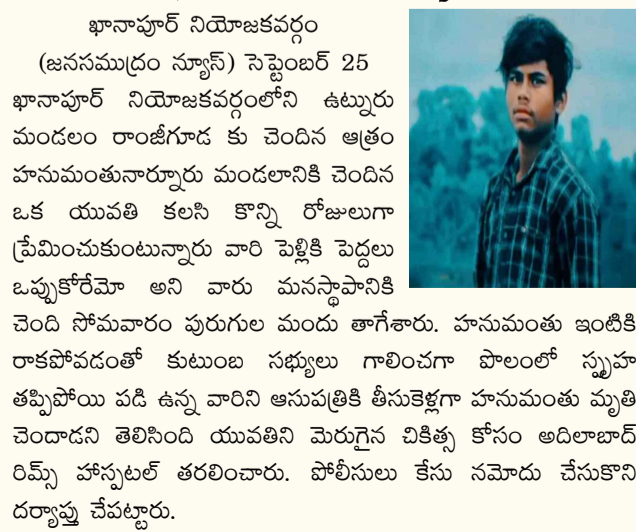 ఖానాపూర్ నియోజకవర్గం
(జనసముద్రం న్యూస్) సెప్టెంబర్ 25
ఖానాపూర్ నియోజకవర్గంలోని ఉట్నురు
మండలం రాంజీగూడ కు చెందిన ఆత్రం
హనుమంతునార్నూరు మండలానికి చెందిన
ఒక యువతి కలసి కొన్ని రోజులుగా
ప్రేమించుకుంటున్నారు వారి పెళ్లికి పెద్దలు
ఒప్పుకోరేమో అని వారు మనస్థాపానికి
చెంది సోమవారం పురుగుల మందు తాగేశారు. హనుమంతు ఇంటికి
రాకపోవడంతో కుటుంబ సభ్యులు గాలించగా పొలంలో స్పృహ
తప్పిపోయి పడి ఉన్న వారిని ఆసుపత్రికి తీసుకెళ్లగా హనుమంతు మృతి
చెందాడని తెలిసింది యువతిని మెరుగైన చికిత్స కోసం అదిలాబాద్
రిమ్స్ హాస్పటల్ తరలించారు. పోలీసులు కేసు నమోదు చేసుకొని
దర్యాప్తు చేపట్టారు.